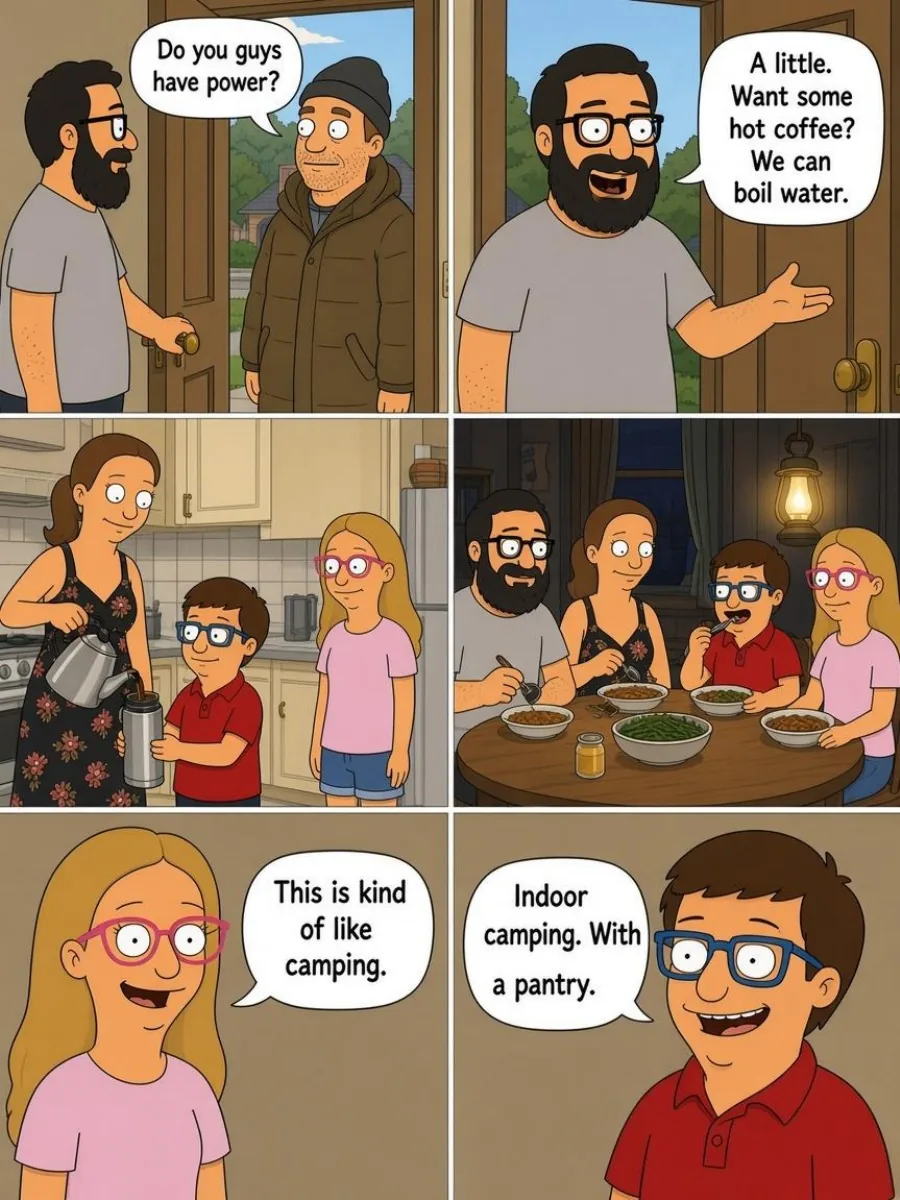 Do you guys
have power?
A little.
Want some
hot coffee?
We can
boil water.
This is kind
of like
camping.
Indoor
camping. With
a pantry.